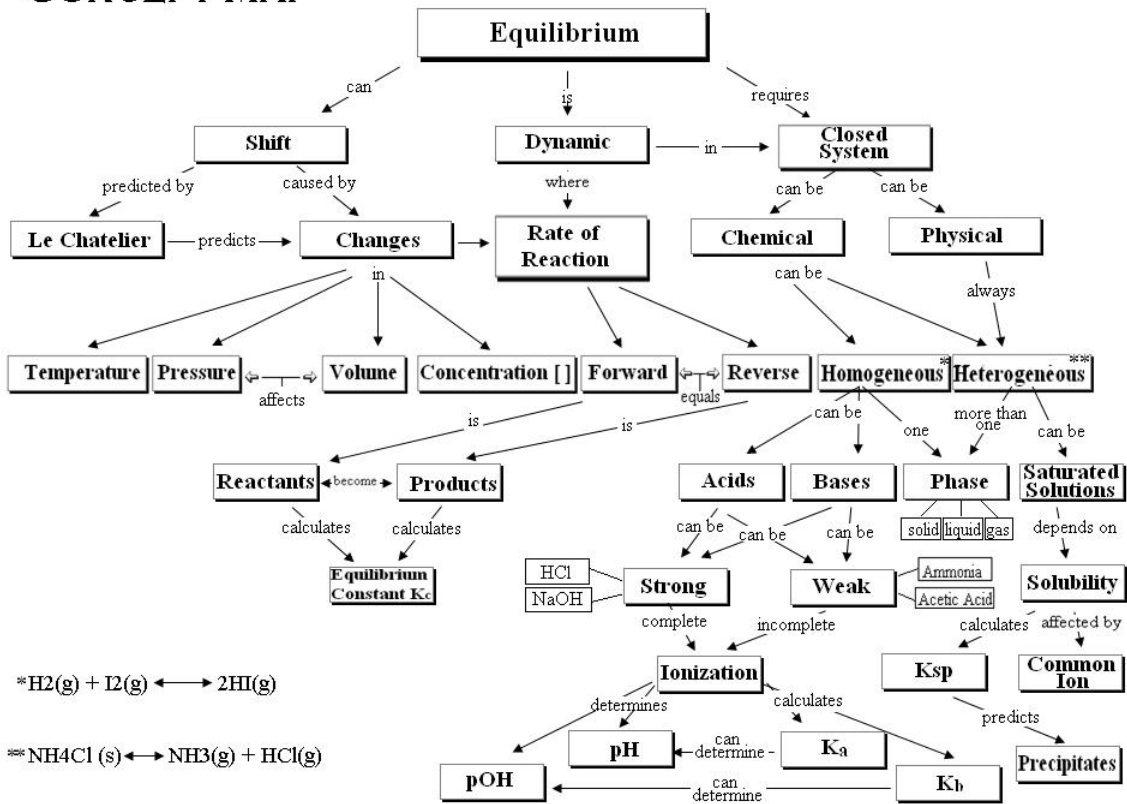 CONCEPT MAP
Equilibrium
can
is
requires
Shift
Dynamic
in
Closed
System
predicted by
caused by
where
can be
can be
Le Chatelier
predicts
Changes
Rate of
Reaction
Chemical
Physical
in
can be
always
Temperature
Pressure
affects
Volume
Concentration [ ]
Forward
equals
Reverse
Homogeneous*
Heterogeneous**
is
is
can be
one
more than
one
can be
Reactants
become
Products
Acids
Bases
Phase
Saturated
Solutions
solid
liquid
gas
calculates
calculates
can be
can be
can be
depends on
Equilibrium
Constant Kc
HCl
NaOH
Strong
Weak
Ammonia
Acetic Acid
Solubility
complete
incomplete
calculates
affected by
Ionization
Ksp
Common
Ion
*H2(g) + I2(g) ⟷ 2HI(g)
determines
calculates
predicts
pH
can
determine
Ka
**NH4Cl (s) ⟷ NH3(g) + HCl(g)
pOH
can
determine
Kb
Precipitates